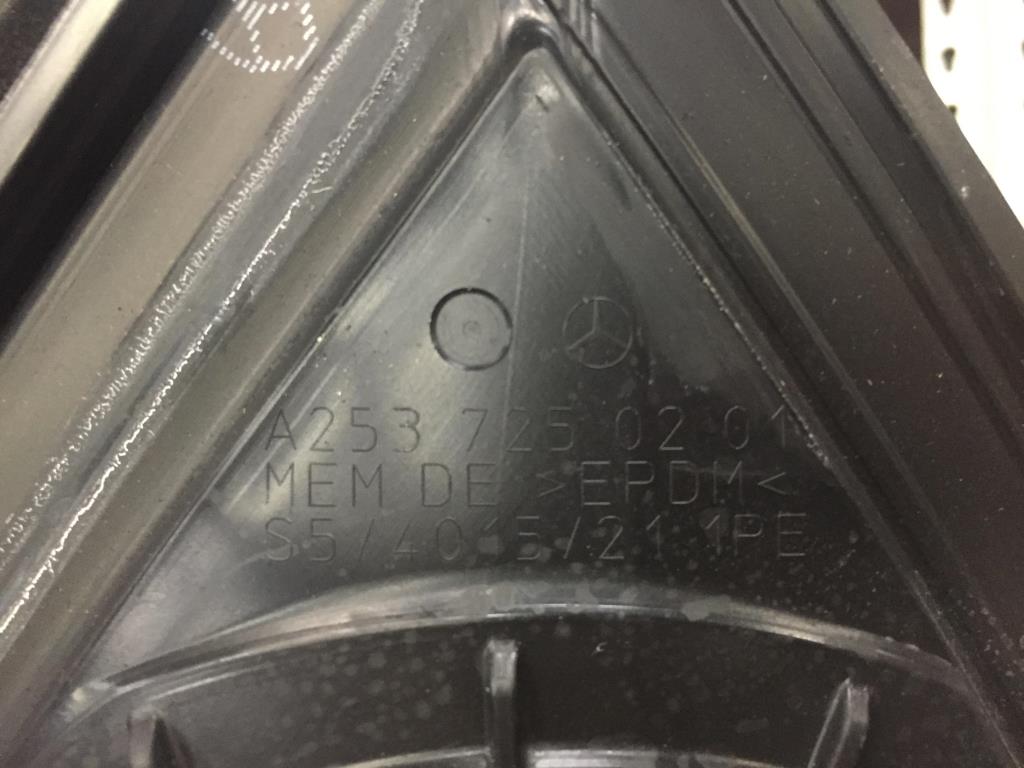 A253 725 02 01
MEM DE >EPDM<
S5/4015/21 1PE